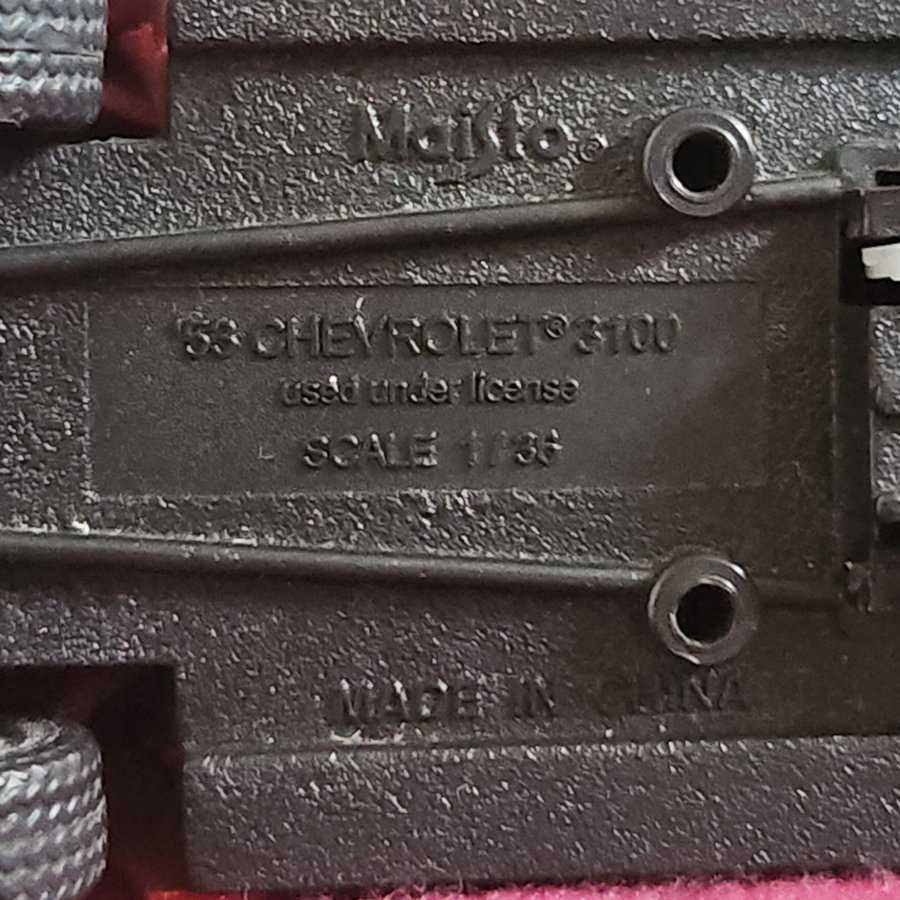 Maisto®
'53 CHEVROLET® 3100
used under license
SCALE 1/36
MADE IN CHINA